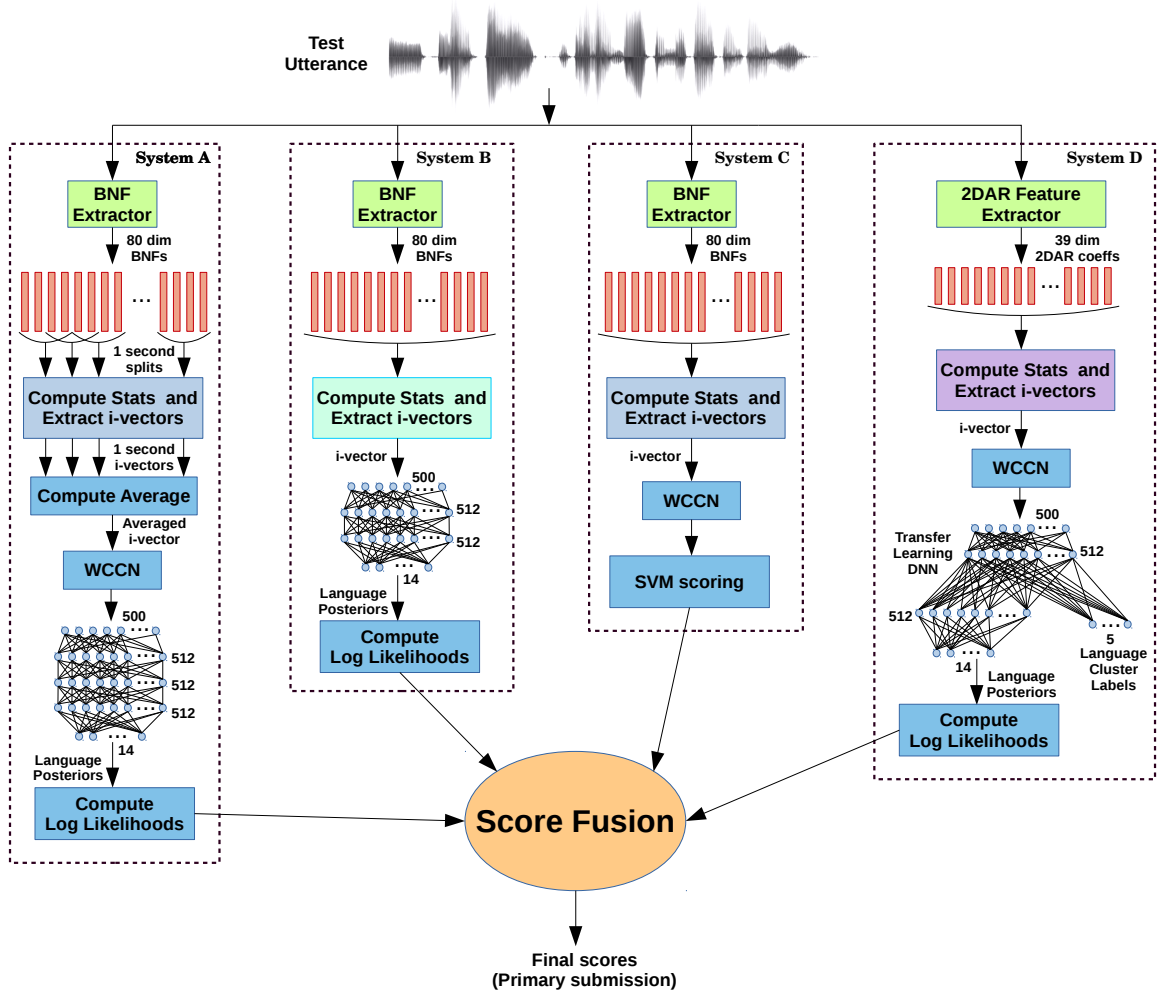 Test
Utterance
System A
BNF
Extractor
80 dim
BNFs
...
1 second
splits
Compute Stats and
Extract i-vectors
1 second
i-vectors
Compute Average
Averaged
i-vector
WCCN
500
...
512
...
512
...
512
...
...
14
Language
Posteriors
Compute
Log Likelihoods
System B
BNF
Extractor
80 dim
BNFs
...
Compute Stats and
Extract i-vectors
i-vector
500
...
512
...
512
...
...
14
Language
Posteriors
Compute
Log Likelihoods
System C
BNF
Extractor
80 dim
BNFs
...
Compute Stats and
Extract i-vectors
i-vector
WCCN
SVM scoring
System D
2DAR Feature
Extractor
39 dim
2DAR coeffs
...
Compute Stats and
Extract i-vectors
i-vector
WCCN
500
...
Transfer
Learning
DNN
512
...
512
...
...
14
...
5
Language
Cluster
Labels
Language
Posteriors
Compute
Log Likelihoods
Score Fusion
Final scores
(Primary submission)